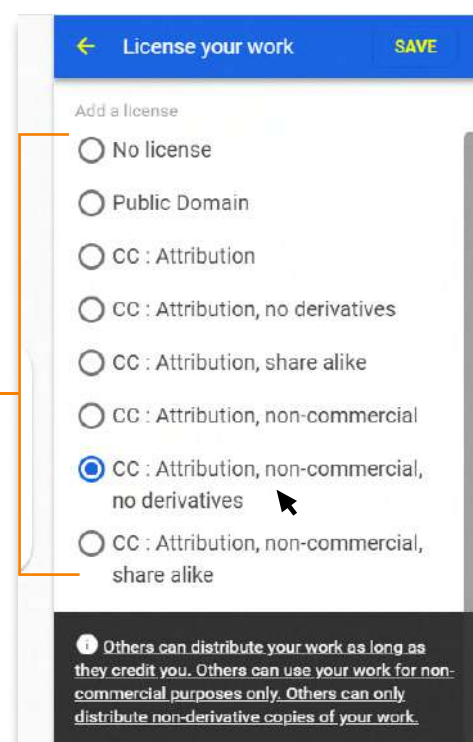 License your work
SAVE
Add a license
No license
Public Domain
CC : Attribution
CC : Attribution, no derivatives
CC : Attribution, share alike
CC : Attribution, non-commercial
CC : Attribution, non-commercial,
no derivatives
CC : Attribution, non-commercial,
share alike
Others can distribute your work as long as
they credit you. Others can use your work for non-
commercial purposes only. Others can only
distribute non-derivative copies of your work.